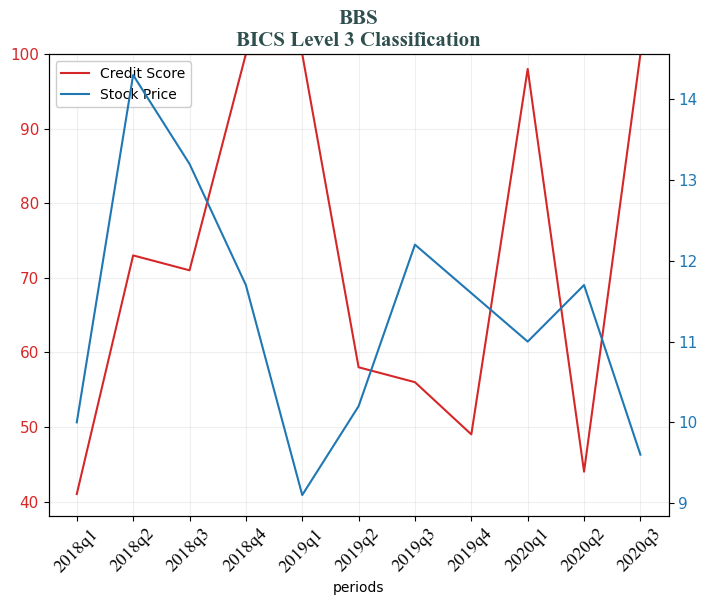 BBS
BICS Level 3 Classification
Credit Score
Stock Price
100
90
80
70
60
50
40
14
13
12
11
10
9
2018q1
2018q2
2018q3
2018q4
2019q1
2019q2
2019q3
2019q4
2020q1
2020q2
2020q3
periods